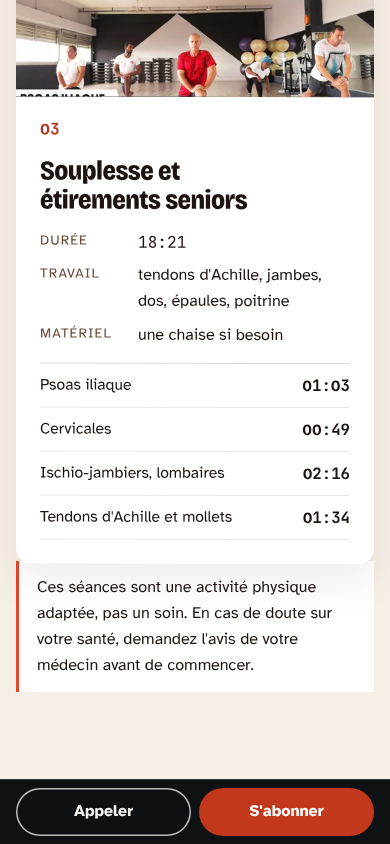 PSOAS ILIAQUE
03
Souplesse et
étirements seniors
DURÉE 18:21
TRAVAIL tendons d'Achille, jambes,
dos, épaules, poitrine
MATÉRIEL une chaise si besoin
Psoas iliaque 01:03
Cervicales 00:49
Ischio-jambiers, lombaires 02:16
Tendons d'Achille et mollets 01:34
Ces séances sont une activité physique
adaptée, pas un soin. En cas de doute sur
votre santé, demandez l'avis de votre
médecin avant de commencer.
Appeler S'abonner